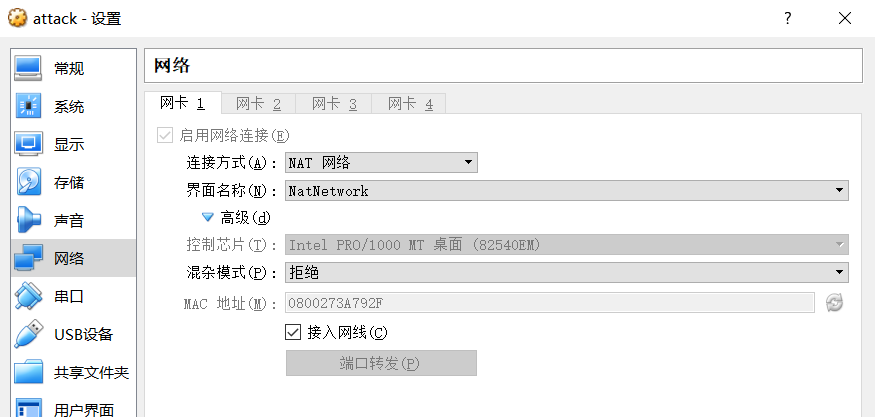 attack - 设置
?
常规
系统
显示
存储
声音
网络
串口
USB设备
共享文件夹
用户界面
网络
网卡 1 网卡 2 网卡 3 网卡 4
启用网络连接(E)
连接方式(A): NAT 网络
界面名称(N): NatNetwork
高级(d)
控制芯片(T): Intel PRO/1000 MT 桌面 (82540EM)
混杂模式(P): 拒绝
MAC 地址(M): 0800273A792F
接入网线(C)
端口转发(P)